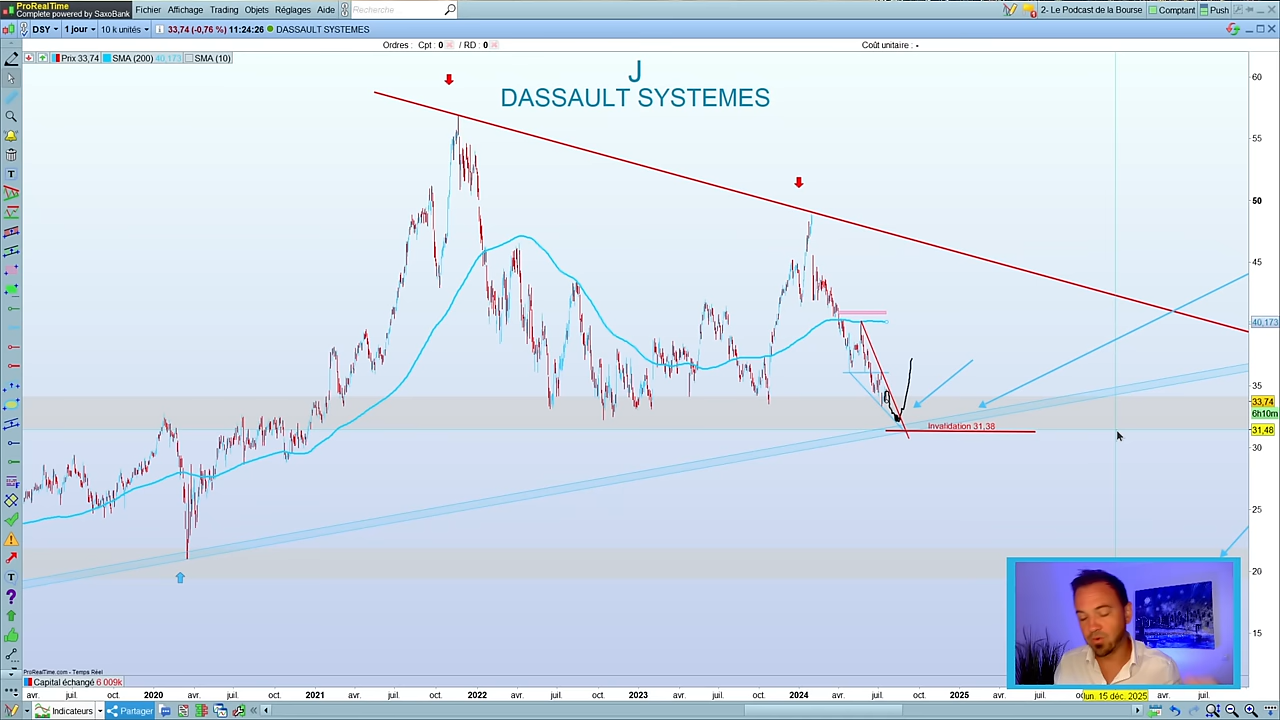 ProRealTime
Complete powered by SaxoBank
Fichier Affichage Trading Objets Réglages Aide
Recherche
2- Le Podcast de la Bourse
Comptant
Push
DSY 1 jour 10 k unités 33,74 (-0,76 %) 11:24:26 DASSAULT SYSTEMES
Ordres : Cpt : 0 / RD : 0
Coût unitaire : -
Prix 33,74 SMA (200) 40,173 SMA (10)
J
DASSAULT SYSTEMES
60
55
50
45
40,173
35
33,74
6h10m
31,48
30
25
20
15
Invalidation 31,38
ProRealTime.com - Temps Réel
Capital échangé 6 009k
avr. juil. oct. 2020 avr. juil. oct. 2021 avr. juil. oct. 2022 avr. juil. oct. 2023 avr. juil. oct. 2024 avr. juil. 2025 avr. juil. lun. 15 déc. 2025 avr. juil.
Indicateurs
Partager